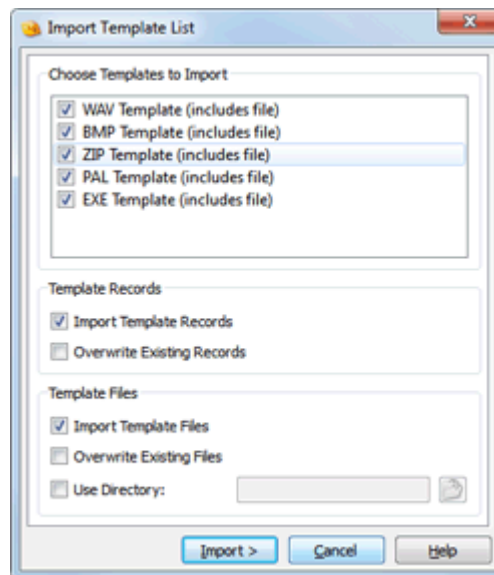 Import Template List
Choose Templates to Import
WAV Template (includes file)
BMP Template (includes file)
ZIP Template (includes file)
PAL Template (includes file)
EXE Template (includes file)
Template Records
Import Template Records
Overwrite Existing Records
Template Files
Import Template Files
Overwrite Existing Files
Use Directory:
Import > Cancel Help